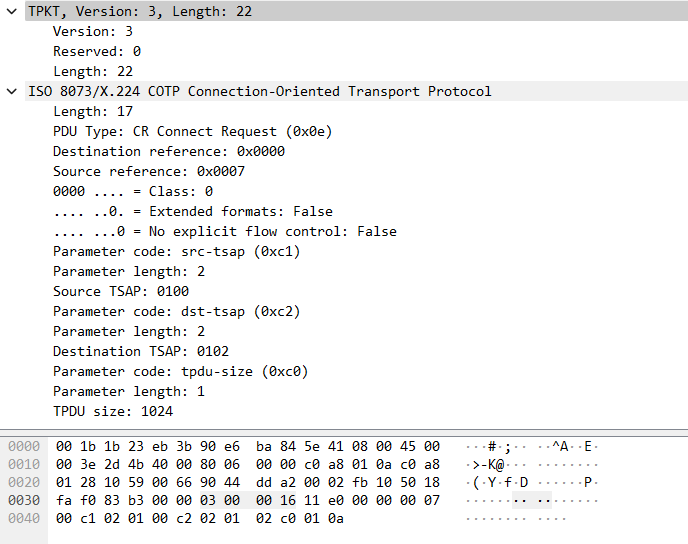 TPKT, Version: 3, Length: 22
Version: 3
Reserved: 0
Length: 22
ISO 8073/X.224 COTP Connection-Oriented Transport Protocol
Length: 17
PDU Type: CR Connect Request (0x0e)
Destination reference: 0x0000
Source reference: 0x0007
0000 .... = Class: 0
.... ..0. = Extended formats: False
.... ...0 = No explicit flow control: False
Parameter code: src-tsap (0xc1)
Parameter length: 2
Source TSAP: 0100
Parameter code: dst-tsap (0xc2)
Parameter length: 2
Destination TSAP: 0102
Parameter code: tpdu-size (0xc0)
Parameter length: 1
TPDU size: 1024
0000 00 1b 1b 23 eb 3b 90 e6 ba 84 5e 41 08 00 45 00 ···#·;·· ··^A··E·
0010 00 3e 2d 4b 40 00 80 06 00 00 c0 a8 01 0a c0 a8 ·>-K@··· ········
0020 01 28 10 59 00 66 90 44 dd a2 00 02 fb 10 50 18 ·(·Y·f·D ······P·
0030 fa f0 83 b3 00 00 03 00 00 16 11 e0 00 00 00 07 ········ ········
0040 00 c1 02 01 00 c2 02 01 02 c0 01 0a ········ ····